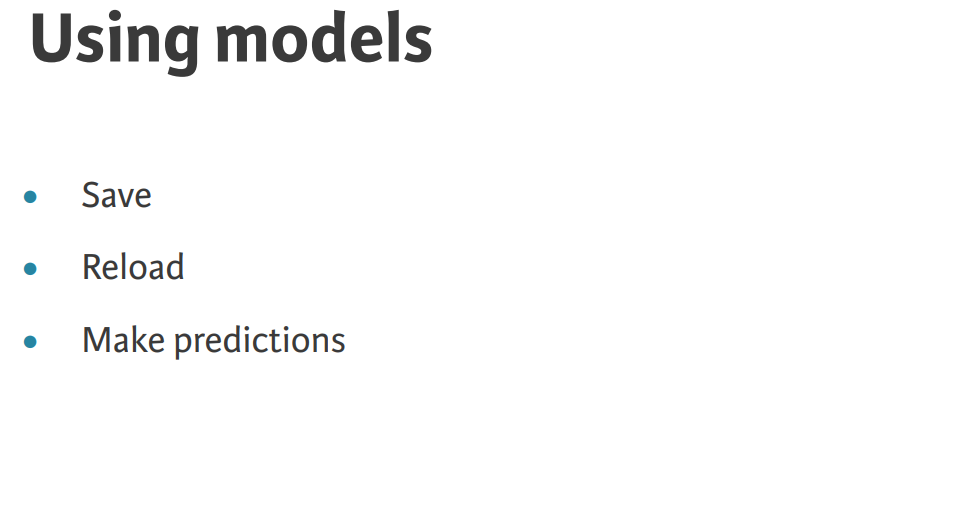 Using models
• Save
• Reload
• Make predictions